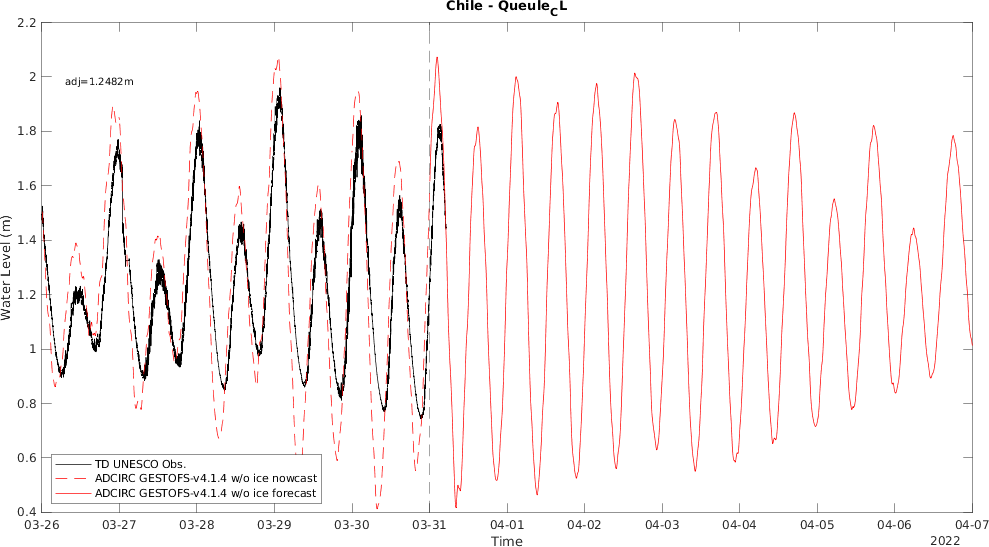 Chile - Queule_CL
adj=1.2482m
Water Level (m)
2.2
2
1.8
1.6
1.4
1.2
1
0.8
0.6
0.4
TD UNESCO Obs.
ADCIRC GESTOFS-v4.1.4 w/o ice nowcast
ADCIRC GESTOFS-v4.1.4 w/o ice forecast
03-26 03-27 03-28 03-29 03-30 03-31 04-01 04-02 04-03 04-04 04-05 04-06 04-07
Time
2022